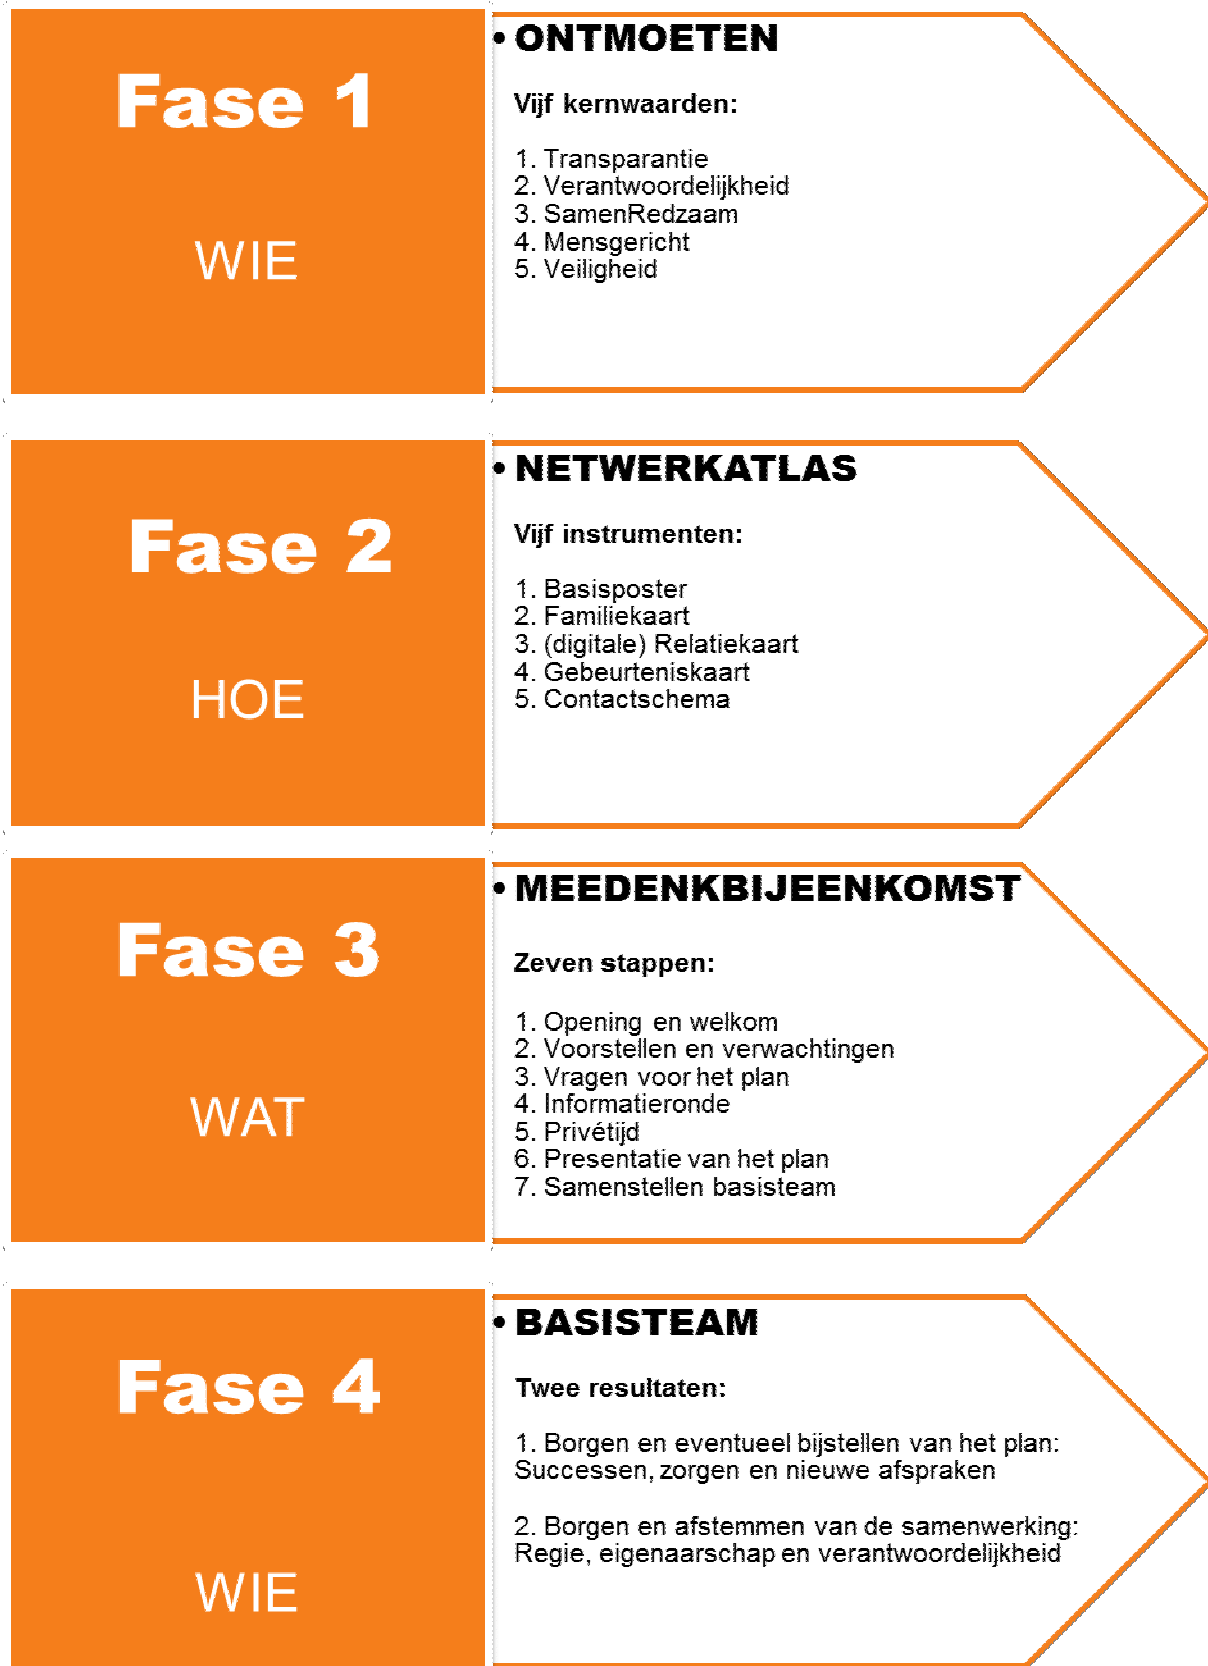 Fase 1
WIE
• ONTMOETEN
Vijf kernwaarden:
1. Transparantie
2. Verantwoordelijkheid
3. SamenRedzaam
4. Mensgericht
5. Veiligheid
Fase 2
HOE
• NETWERKATLAS
Vijf instrumenten:
1. Basisposter
2. Familiekaart
3. (digitale) Relatiekaart
4. Gebeurteniskaart
5. Contactschema
Fase 3
WAT
• MEEDENKBIJEENKOMST
Zeven stappen:
1. Opening en welkom
2. Voorstellen en verwachtingen
3. Vragen voor het plan
4. Informatieronde
5. Privétijd
6. Presentatie van het plan
7. Samenstellen basisteam
Fase 4
WIE
• BASISTEAM
Twee resultaten:
1. Borgen en eventueel bijstellen van het plan:
Successen, zorgen en nieuwe afspraken
2. Borgen en afstemmen van de samenwerking:
Regie, eigenaarschap en verantwoordelijkheid